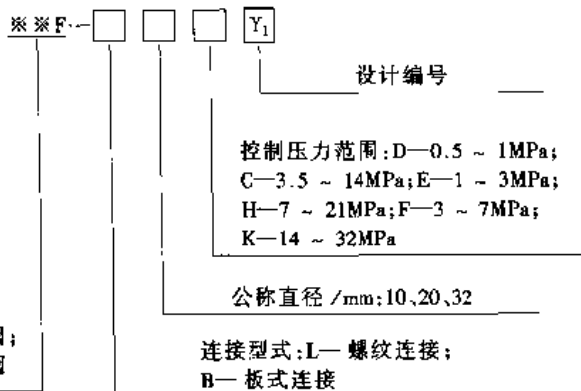 ※※F-□ □ □ Y₁
设计编号
控制压力范围:D—0.5 ~ 1MPa;
C—3.5 ~ 14MPa;E—1 ~ 3MPa;
H—7 ~ 21MPa;F—3 ~ 7MPa;
K—14 ~ 32MPa
公称直径/mm:10、20、32
连接型式:L—螺纹连接;
B—板式连接